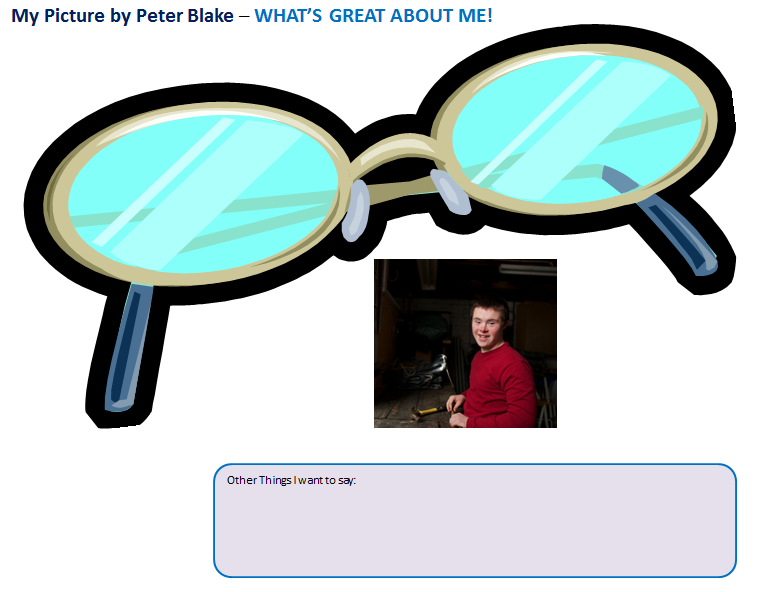 My Picture by Peter Blake – WHAT'S GREAT ABOUT ME!
Other Things I want to say: